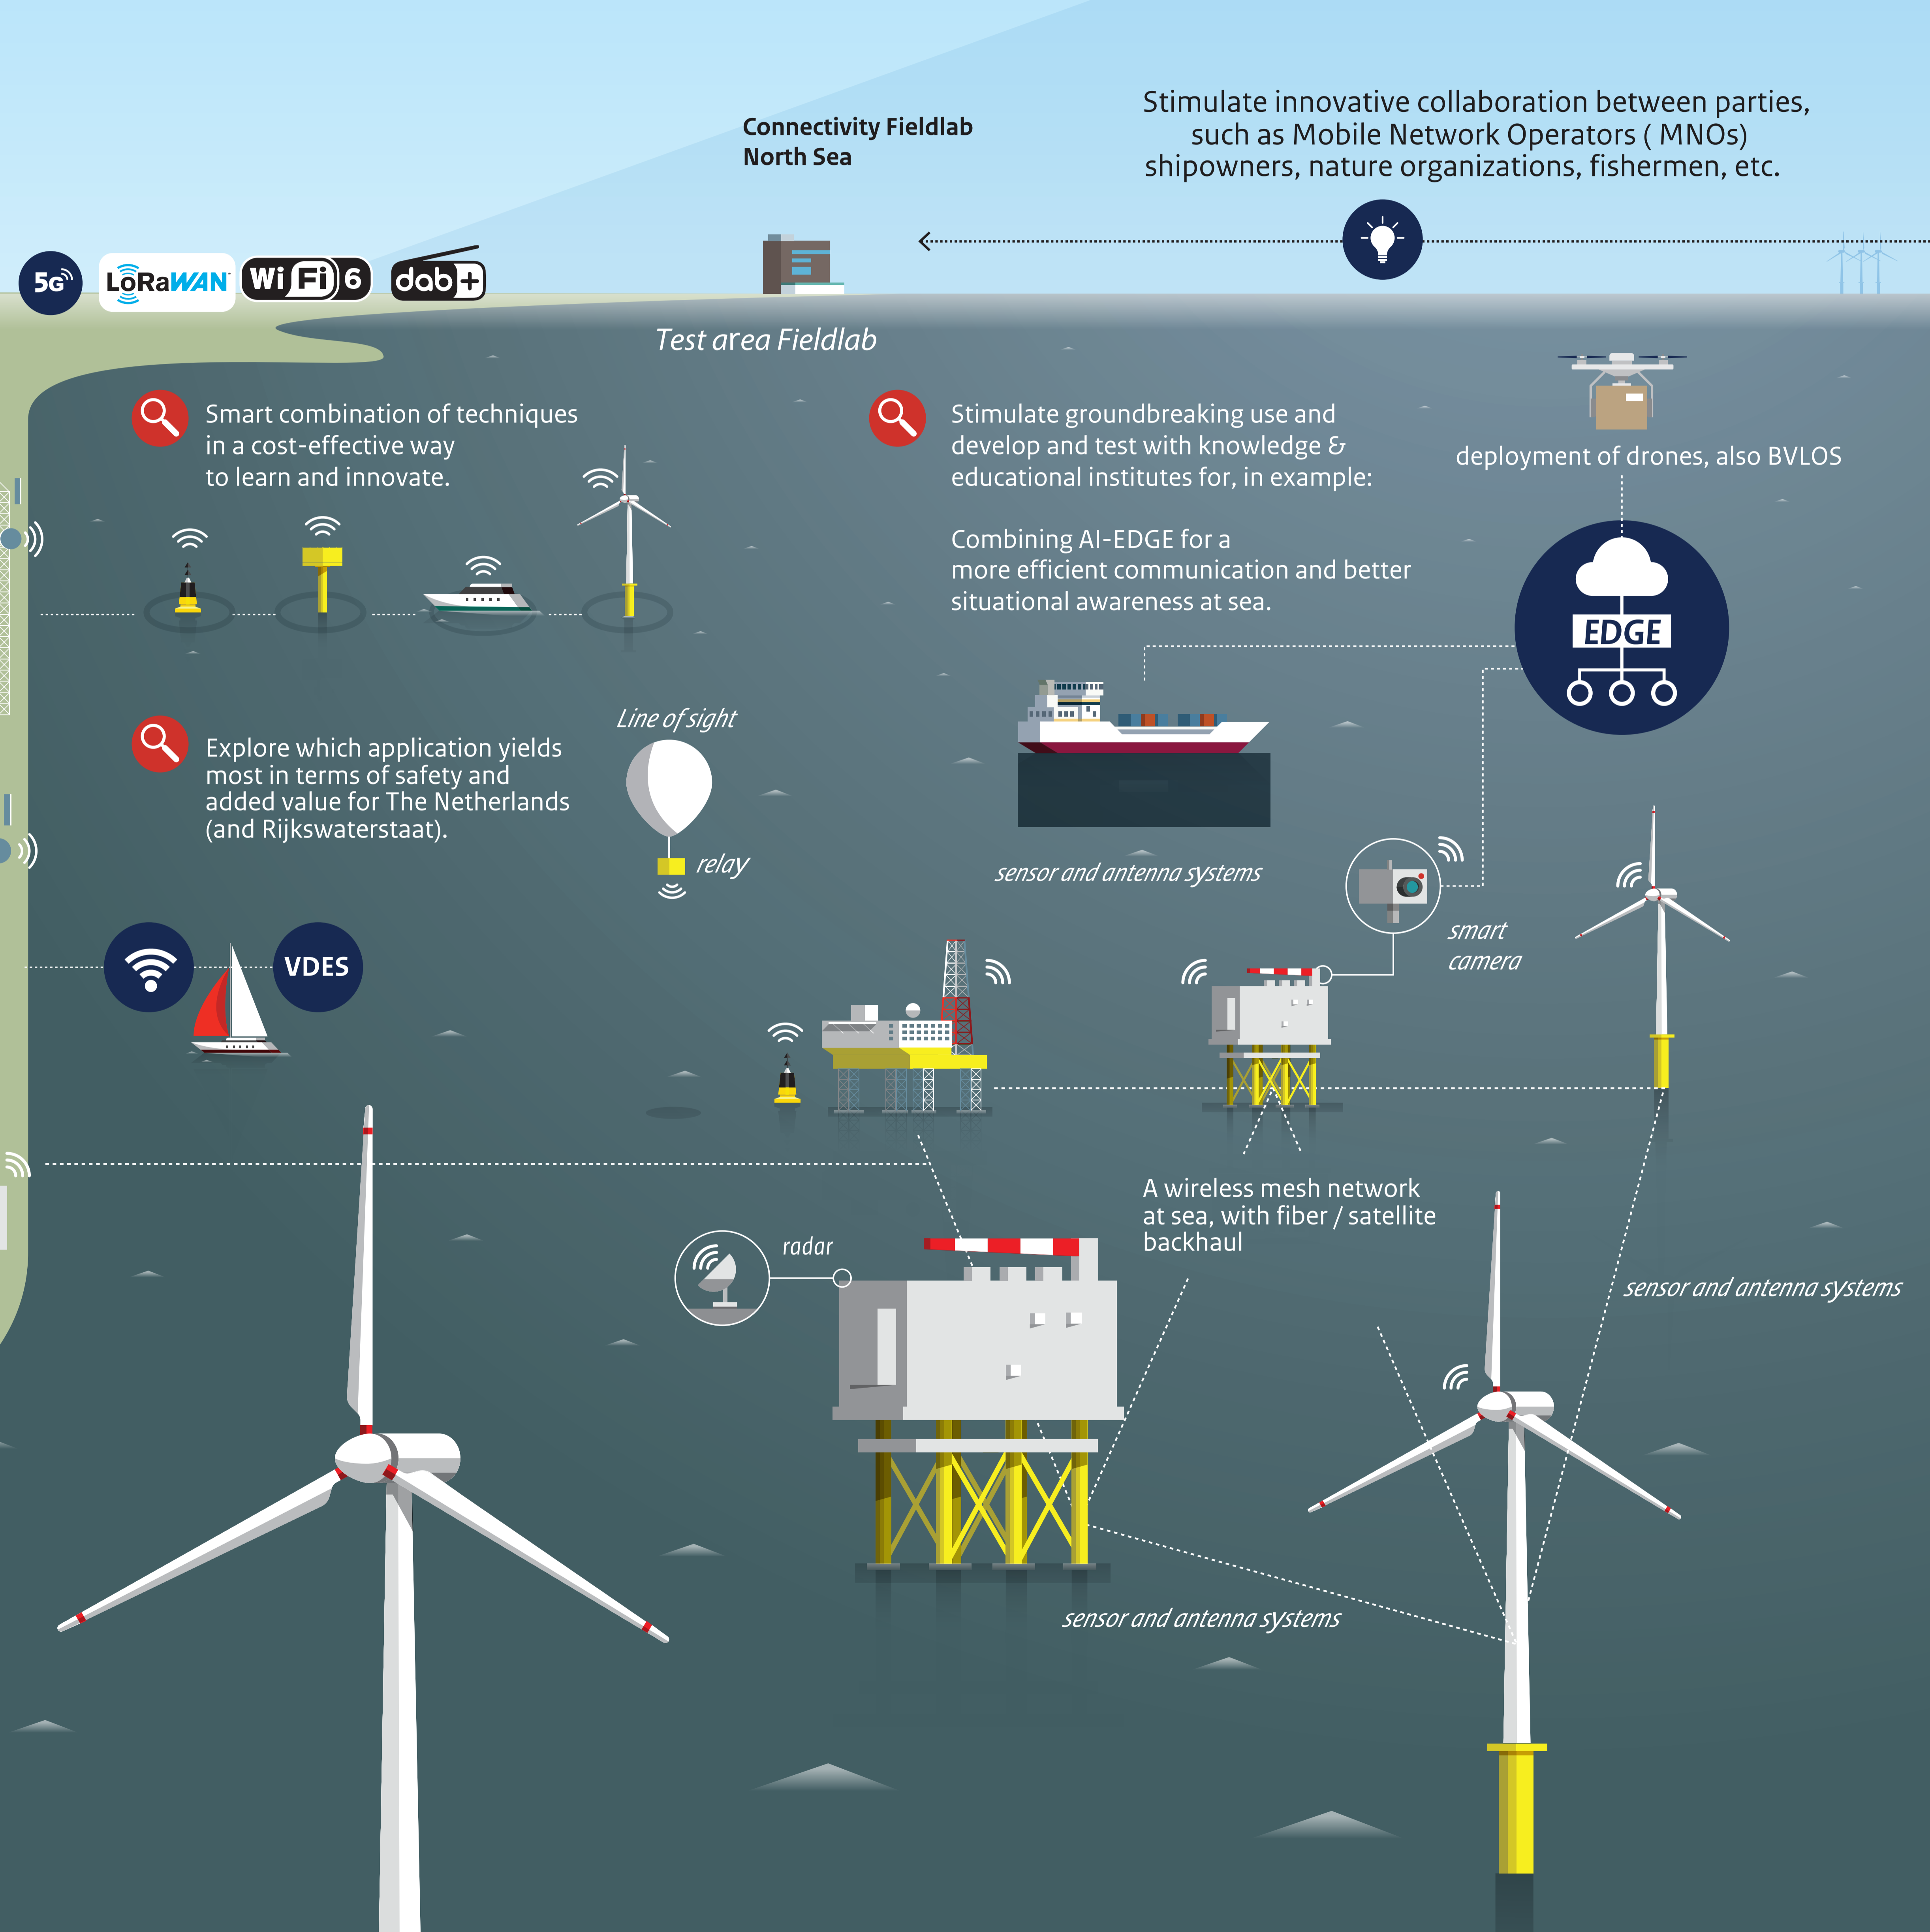 Connectivity Fieldlab
North Sea
Stimulate innovative collaboration between parties,
such as Mobile Network Operators ( MNOs)
shipowners, nature organizations, fishermen, etc.
5G
LoRaWAN
WiFi 6
dab+
Test area Fieldlab
Smart combination of techniques
in a cost-effective way
to learn and innovate.
Stimulate groundbreaking use and
develop and test with knowledge &
educational institutes for, in example:
Combining AI-EDGE for a
more efficient communication and better
situational awareness at sea.
deployment of drones, also BVLOS
EDGE
Explore which application yields
most in terms of safety and
added value for The Netherlands
(and Rijkswaterstaat).
Line of sight
relay
sensor and antenna systems
smart
camera
VDES
A wireless mesh network
at sea, with fiber / satellite
backhaul
radar
sensor and antenna systems
sensor and antenna systems